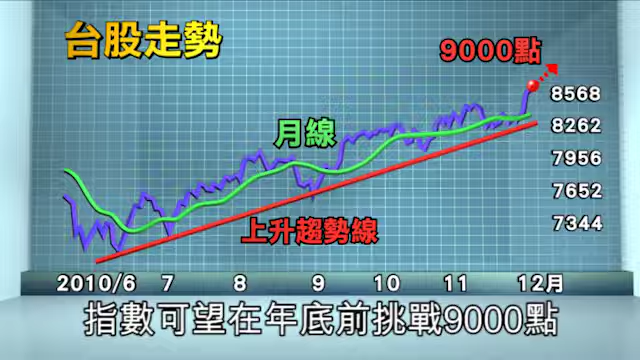 台股走勢
9000點
8568
8262
7956
7652
7344
月線
上升趨勢線
2010/6 7 8 9 10 11 12月
指數可望在年底前挑戰9000點